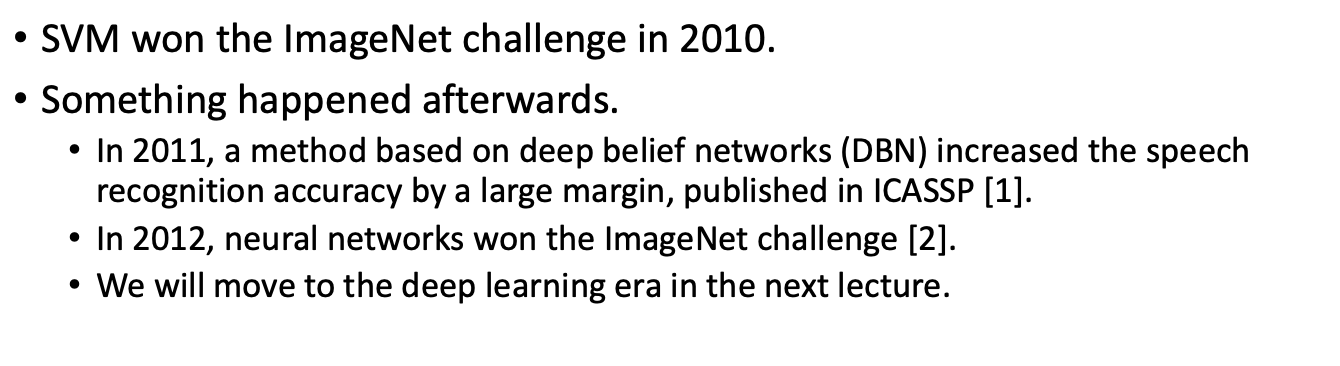 • SVM won the ImageNet challenge in 2010.
• Something happened afterwards.
• In 2011, a method based on deep belief networks (DBN) increased the speech
recognition accuracy by a large margin, published in ICASSP [1].
• In 2012, neural networks won the ImageNet challenge [2].
• We will move to the deep learning era in the next lecture.